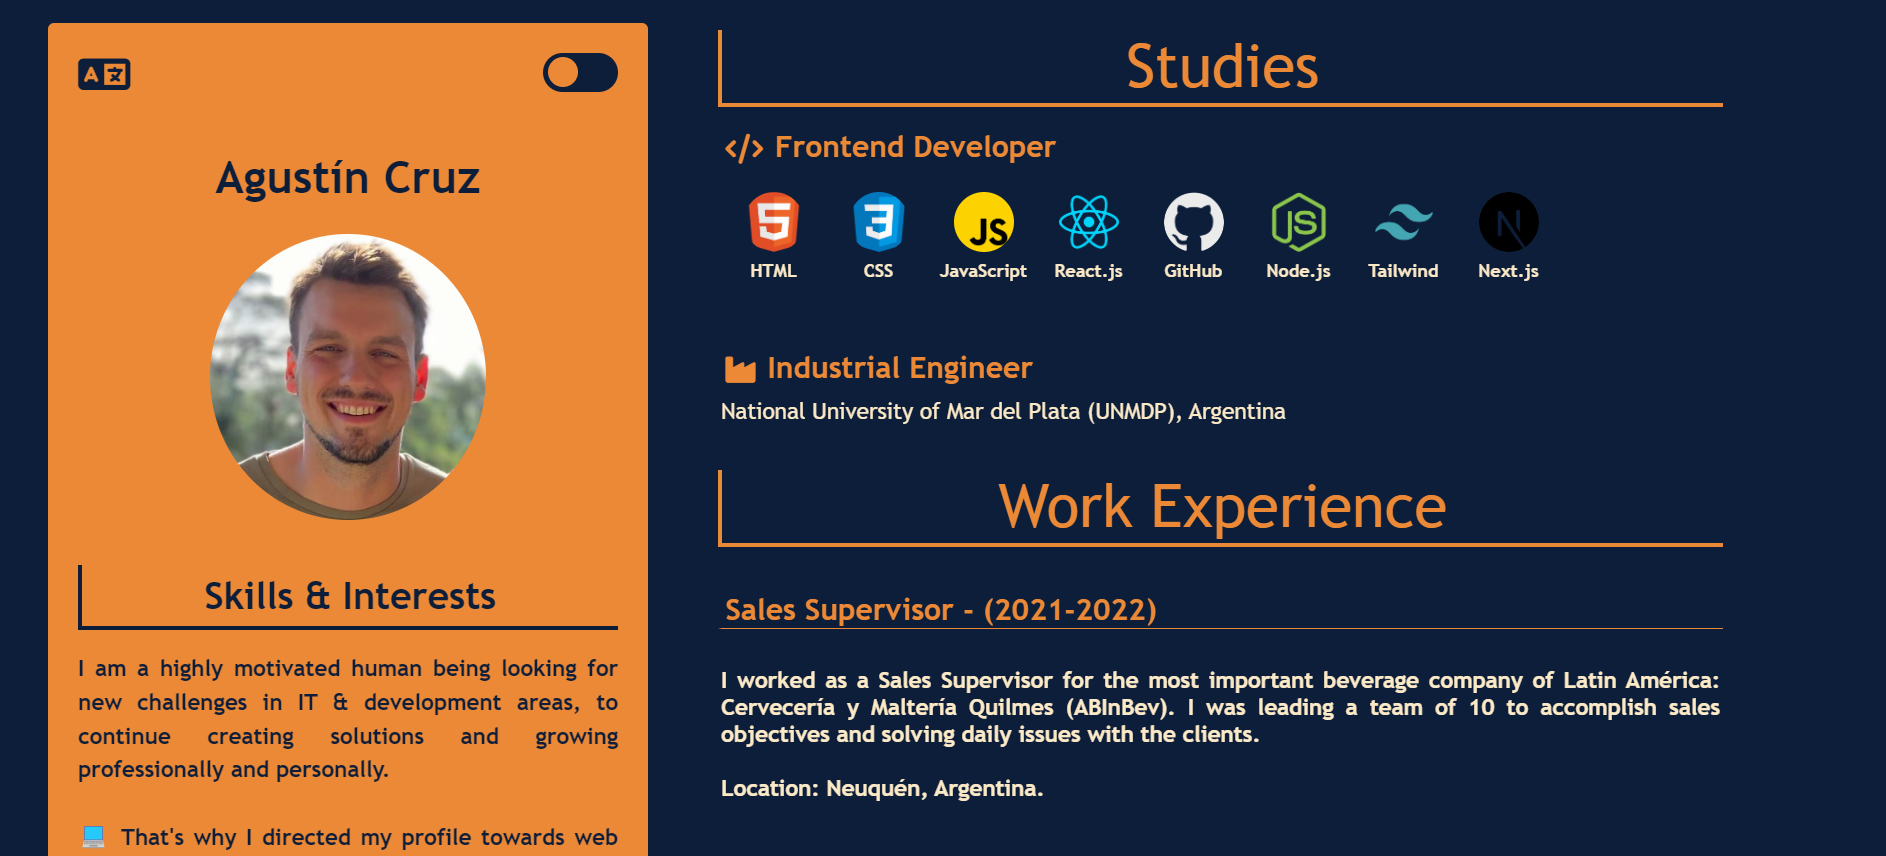 A 文
Agustín Cruz
Skills & Interests
I am a highly motivated human being looking for
new challenges in IT & development areas, to
continue creating solutions and growing
professionally and personally.
💻 That's why I directed my profile towards web
Studies
</> Frontend Developer
5 3 JS JS N
HTML CSS JavaScript React.js GitHub Node.js Tailwind Next.js
Industrial Engineer
National University of Mar del Plata (UNMDP), Argentina
Work Experience
Sales Supervisor - (2021-2022)
I worked as a Sales Supervisor for the most important beverage company of Latin América:
Cervecería y Maltería Quilmes (ABInBev). I was leading a team of 10 to accomplish sales
objectives and solving daily issues with the clients.
Location: Neuquén, Argentina.